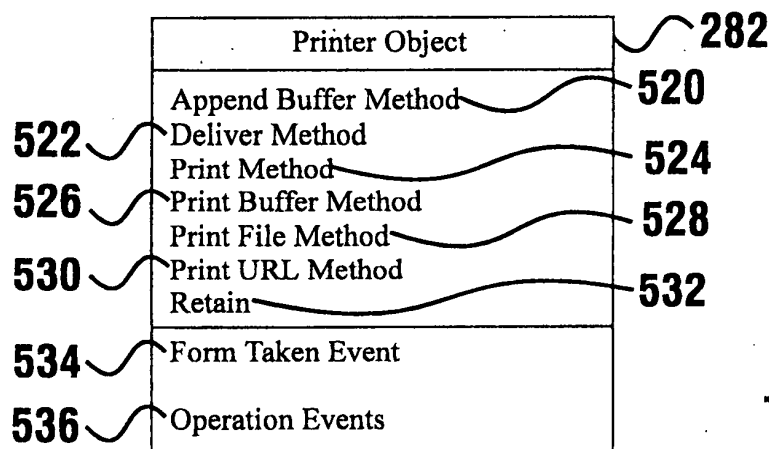 Printer Object 282
Append Buffer Method 520
522 Deliver Method
Print Method 524
526 Print Buffer Method
Print File Method 528
530 Print URL Method
Retain 532
534 Form Taken Event
536 Operation Events